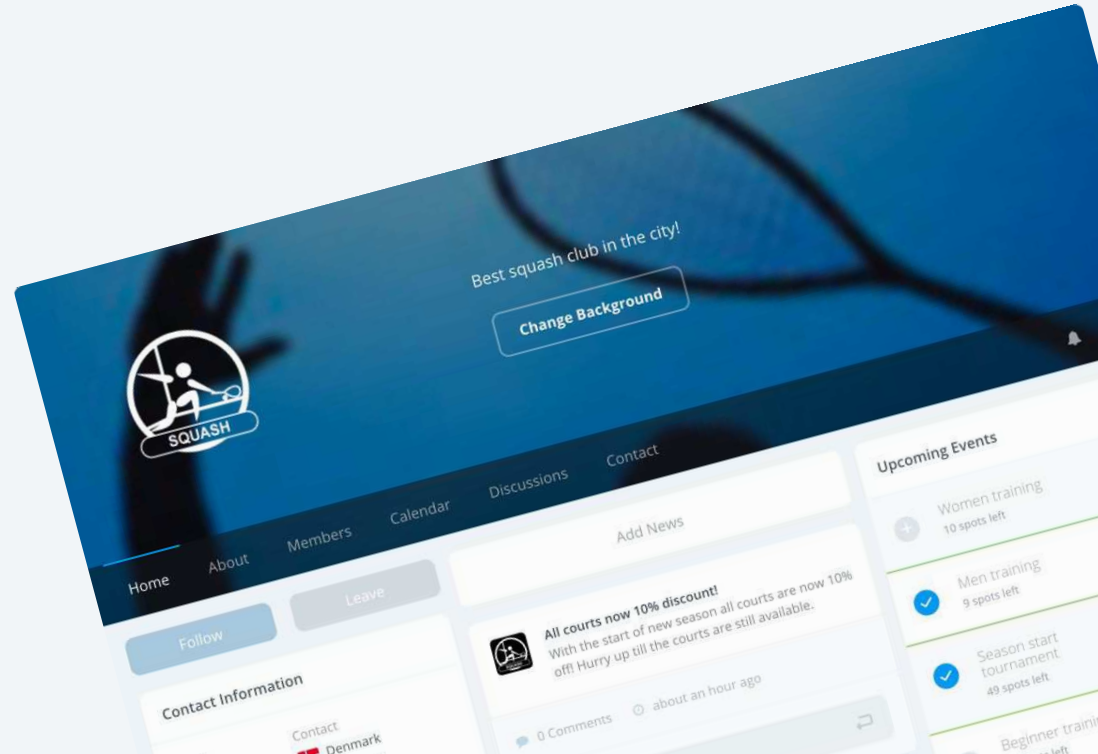 Best squash club in the city!
Change Background
SQUASH
Home
About
Members
Calendar
Discussions
Contact
Follow
Leave
Contact Information
Contact
Denmark
Add News
All courts now 10% discount!
With the start of new season all courts are now 10%
off! Hurry up till the courts are still available.
0 Comments
about an hour ago
Upcoming Events
Women training
10 spots left
Men training
9 spots left
Season start
tournament
49 spots left
Beginner
left